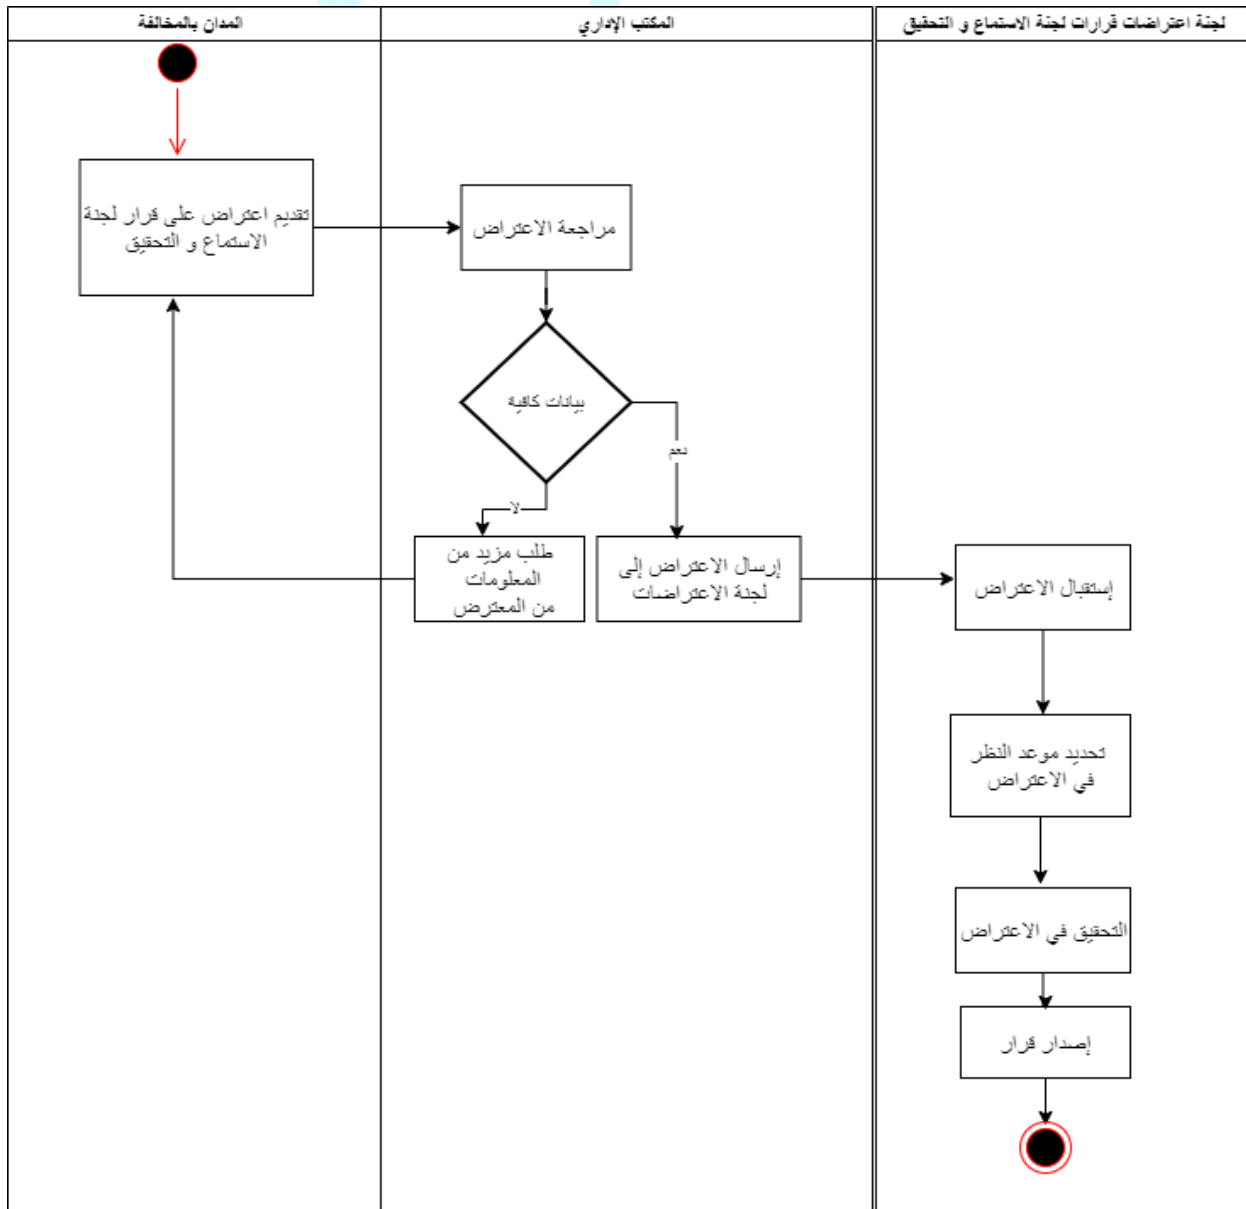 المدان بالمخالفة
المكتب الإداري
لجنة اعتراضات قرارات لجنة الاستماع و التحقيق
تقديم اعتراض على قرار لجنة
الاستماع و التحقيق
مراجعة الاعتراض
بيانات كافية
نعم
لا
طلب مزيد من
المعلومات
من المعترض
إرسال الاعتراض إلى
لجنة الاعتراضات
إستقبال الاعتراض
تحديد موعد النظر
في الاعتراض
التحقيق في الاعتراض
إصدار قرار